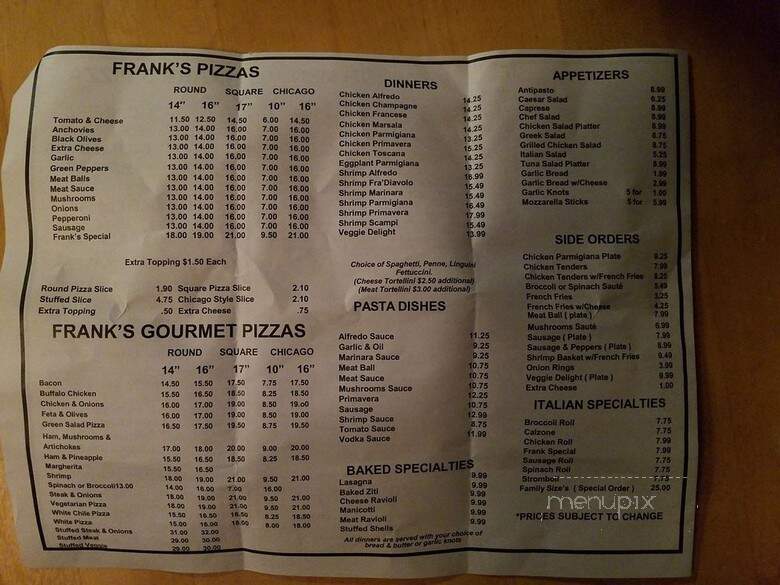 FRANK'S PIZZAS
ROUND SQUARE CHICAGO
14" 16" 17" 10" 16"
Tomato & Cheese 11.50 12.50 14.50 6.00 14.50
Anchovies 13.00 14.00 16.00 7.00 16.00
Black Olives 13.00 14.00 16.00 7.00 16.00
Extra Cheese 13.00 14.00 16.00 7.00 16.00
Garlic 13.00 14.00 16.00 7.00 16.00
Green Peppers 13.00 14.00 16.00 7.00 16.00
Meat Balls 13.00 14.00 16.00 7.00 16.00
Meat Sauce 13.00 14.00 16.00 7.00 16.00
Mushrooms 13.00 14.00 16.00 7.00 16.00
Onions 13.00 14.00 16.00 7.00 16.00
Pepperoni 13.00 14.00 16.00 7.00 16.00
Sausage 13.00 14.00 16.00 7.00 16.00
Frank's Special 18.00 19.00 21.00 9.50 21.00
Extra Topping $1.50 Each
Round Pizza Slice 1.90 Square Pizza Slice 2.10
Stuffed Slice 4.75 Chicago Style Slice 2.10
Extra Topping .50 Extra Cheese .75
FRANK'S GOURMET PIZZAS
ROUND SQUARE CHICAGO
14" 16" 17" 10" 16"
Bacon 14.50 15.50 17.50 7.75 17.50
Buffalo Chicken 15.50 16.50 18.50 8.25 18.50
Chicken & Onions 16.00 17.00 19.00 8.50 19.00
Feta & Olives 16.00 17.00 19.00 8.50 19.00
Green Salad Pizza 16.50 17.50 19.50 8.75 19.50
Ham, Mushrooms &
Artichokes 17.00 18.00 20.00 9.00 20.00
Ham & Pineapple 15.50 16.50 18.50 8.25 18.50
Margherita 15.50 16.50
Shrimp 18.00 19.00 21.00 9.50 21.00
Spinach or Broccoli 13.00 14.00 16.00 7.00 16.00
Steak & Onions 18.00 19.00 21.00 9.50 21.00
Vegetarian Pizza 18.00 19.00 21.00 9.50 21.00
White Chile Pizza 15.50 16.50 18.50 8.25 18.50
White Pizza 15.00 16.00 18.00 8.00 18.00
Stuffed Steak & Onions 31.00 32.00
Stuffed Meat 29.00 30.00
Stuffed Veggie 29.00 30.00
DINNERS
Chicken Alfredo 14.25
Chicken Champagne 14.25
Chicken Francese 14.25
Chicken Marsala 14.25
Chicken Parmigiana 13.25
Chicken Primavera 15.25
Chicken Toscana 14.25
Eggplant Parmigiana 13.25
Shrimp Alfredo 16.99
Shrimp Fra'Diavolo 15.49
Shrimp Marinara 15.49
Shrimp Parmigiana 16.49
Shrimp Primavera 17.99
Shrimp Scampi 15.49
Veggie Delight 13.99
Choice of Spaghetti, Penne, Linguini
Fettuccini.
(Cheese Tortellini $2.50 additional)
(Meat Tortellini $3.00 additional)
PASTA DISHES
Alfredo Sauce 11.25
Garlic & Oil 9.25
Marinara Sauce 9.25
Meat Ball 10.75
Meat Sauce 10.75
Mushrooms Sauce 10.75
Primavera 12.25
Sausage 10.75
Shrimp Sauce 12.99
Tomato Sauce 8.75
Vodka Sauce 11.99
BAKED SPECIALTIES
Lasagna 9.99
Baked Ziti 9.99
Cheese Ravioli 9.99
Manicotti 9.99
Meat Ravioli 9.99
Stuffed Shells 9.99
All dinners are served with your choice of
bread & butter or garlic knots
APPETIZERS
Antipasto 8.99
Caesar Salad 6.25
Caprese 8.99
Chef Salad 8.99
Chicken Salad Platter 8.99
Greek Salad 8.75
Grilled Chicken Salad 8.75
Italian Salad 5.25
Tuna Salad Platter 8.99
Garlic Bread 1.99
Garlic Bread w/Cheese 2.99
Garlic Knots 5 for 1.00
Mozzarella Sticks 5 for 5.99
SIDE ORDERS
Chicken Parmigiana Plate 9.25
Chicken Tenders 7.99
Chicken Tenders w/French Fries 9.25
Broccoli or Spinach Sauté 5.49
French Fries 3.25
French Fries w/Cheese 4.25
Meat Ball ( plate ) 7.99
Mushrooms Sauté 6.99
Sausage ( Plate ) 7.99
Sausage & Peppers ( Plate ) 8.99
Shrimp Basket w/French Fries 9.49
Onion Rings 3.99
Veggie Delight ( Plate ) 9.99
Extra Cheese 1.00
ITALIAN SPECIALTIES
Broccoli Roll 7.75
Calzone 7.75
Chicken Roll 7.99
Frank Special 7.99
Sausage Roll 7.75
Spinach Roll 7.75
Stromboli 7.75
Family Size's ( Special Order ) 25.00
menupix
*PRICES SUBJECT TO CHANGE